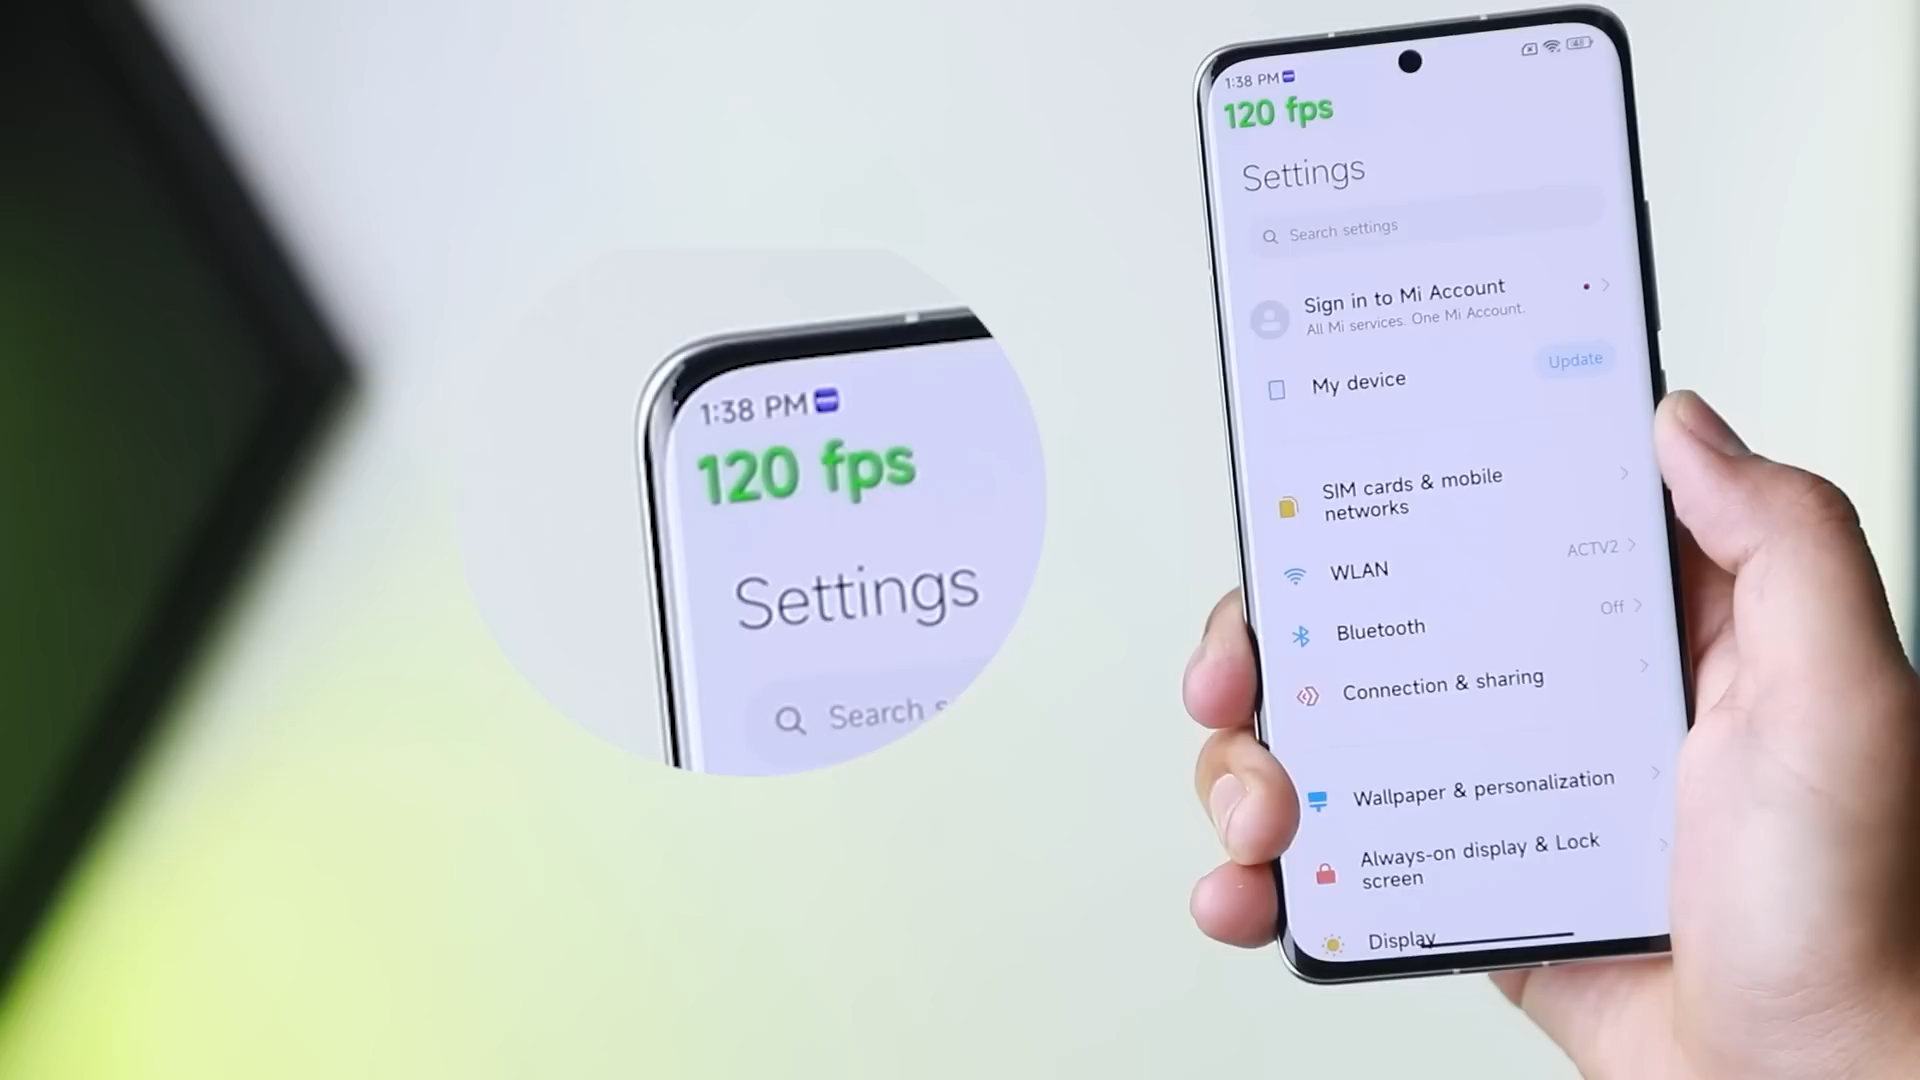 1:38 PM
120 fps
Settings
Search settings
Sign in to Mi Account
All Mi services. One Mi Account.
My device
Update
SIM cards & mobile
networks
WLAN
ACTV2
Bluetooth
Off
Connection & sharing
Wallpaper & personalization
Always-on display & Lock
screen
Display
1:38 PM
120 fps
Settings
Search s